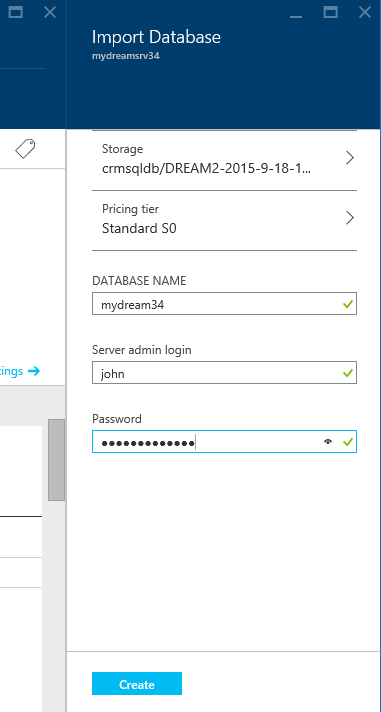 Import Database
mydreamsrv34
Storage
crmsqldb/DREAM2-2015-9-18-1...
Pricing tier
Standard S0
DATABASE NAME
mydream34
Server admin login
tings →
john
Password
•••••••••••••
Create